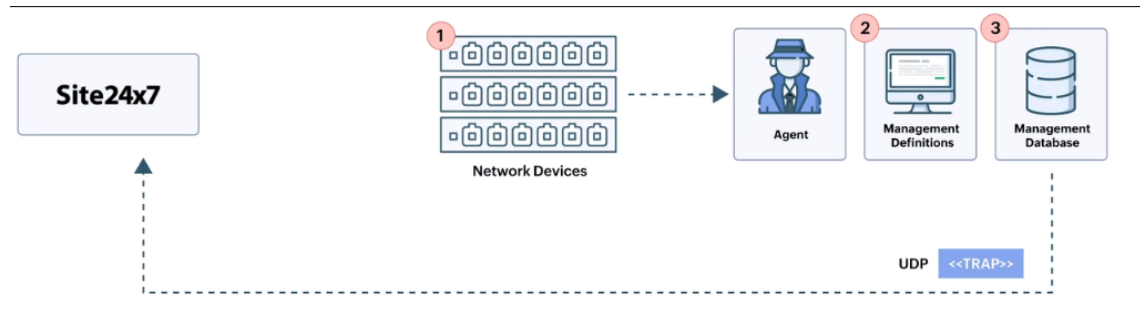 Site24x7
1
Network Devices
Agent
2
Management
Definitions
3
Management
Database
UDP
<<TRAP>>